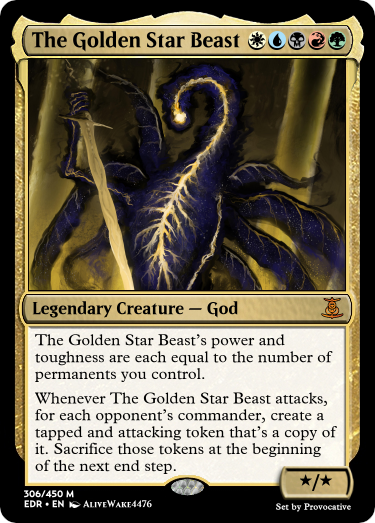 The Golden Star Beast
Legendary Creature — God
The Golden Star Beast's power and
toughness are each equal to the number of
permanents you control.
Whenever The Golden Star Beast attacks,
for each opponent's commander, create a
tapped and attacking token that's a copy of
it. Sacrifice those tokens at the beginning
of the next end step.
★/★
306/450 M
EDR • EN AliveWake4476
Set by Provocative